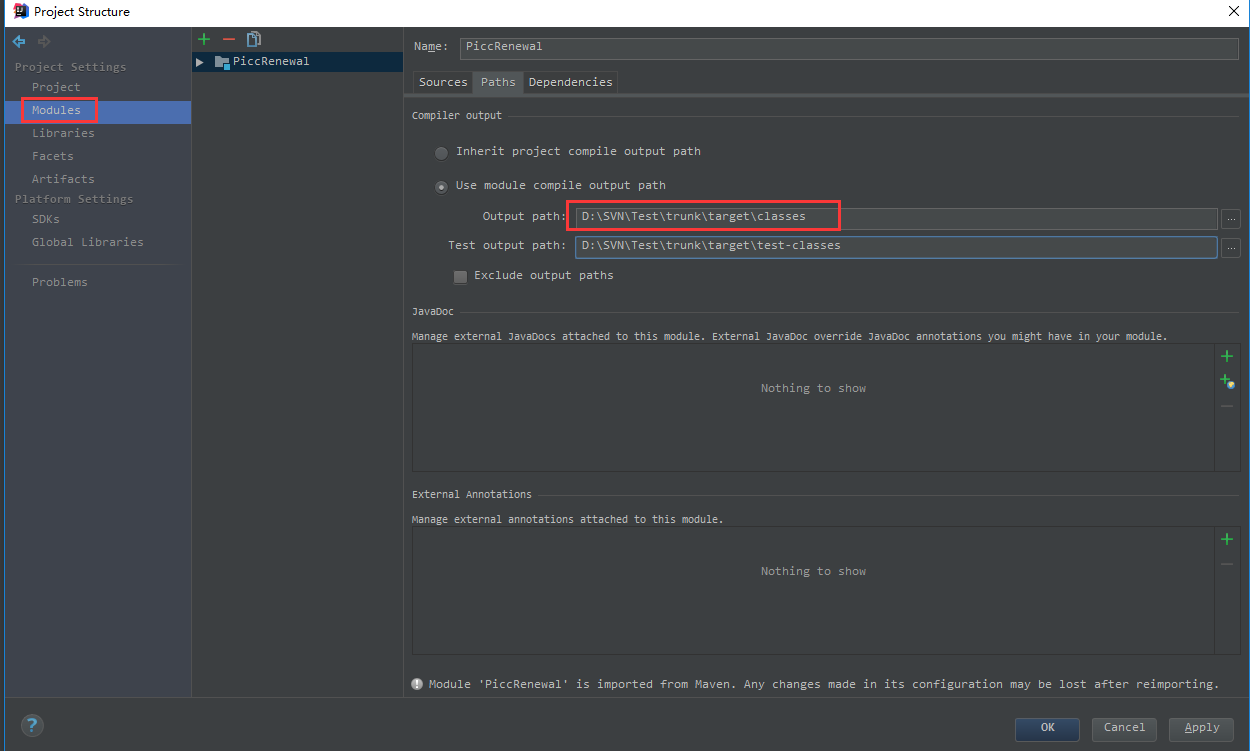 Project Structure
Project Settings
Project
Modules
Libraries
Facets
Artifacts
Platform Settings
SDKs
Global Libraries
Problems
PiccRenewal
Name: PiccRenewal
Sources Paths Dependencies
Compiler output
Inherit project compile output path
Use module compile output path
Output path: D:\SVN\Test\trunk\target\classes ...
Test output path: D:\SVN\Test\trunk\target\test-classes ...
Exclude output paths
JavaDoc
Manage external JavaDocs attached to this module. External JavaDoc override JavaDoc annotations you might have in your module.
Nothing to show
External Annotations
Manage external annotations attached to this module.
Nothing to show
Module 'PiccRenewal' is imported from Maven. Any changes made in its configuration may be lost after reimporting.
? OK Cancel Apply